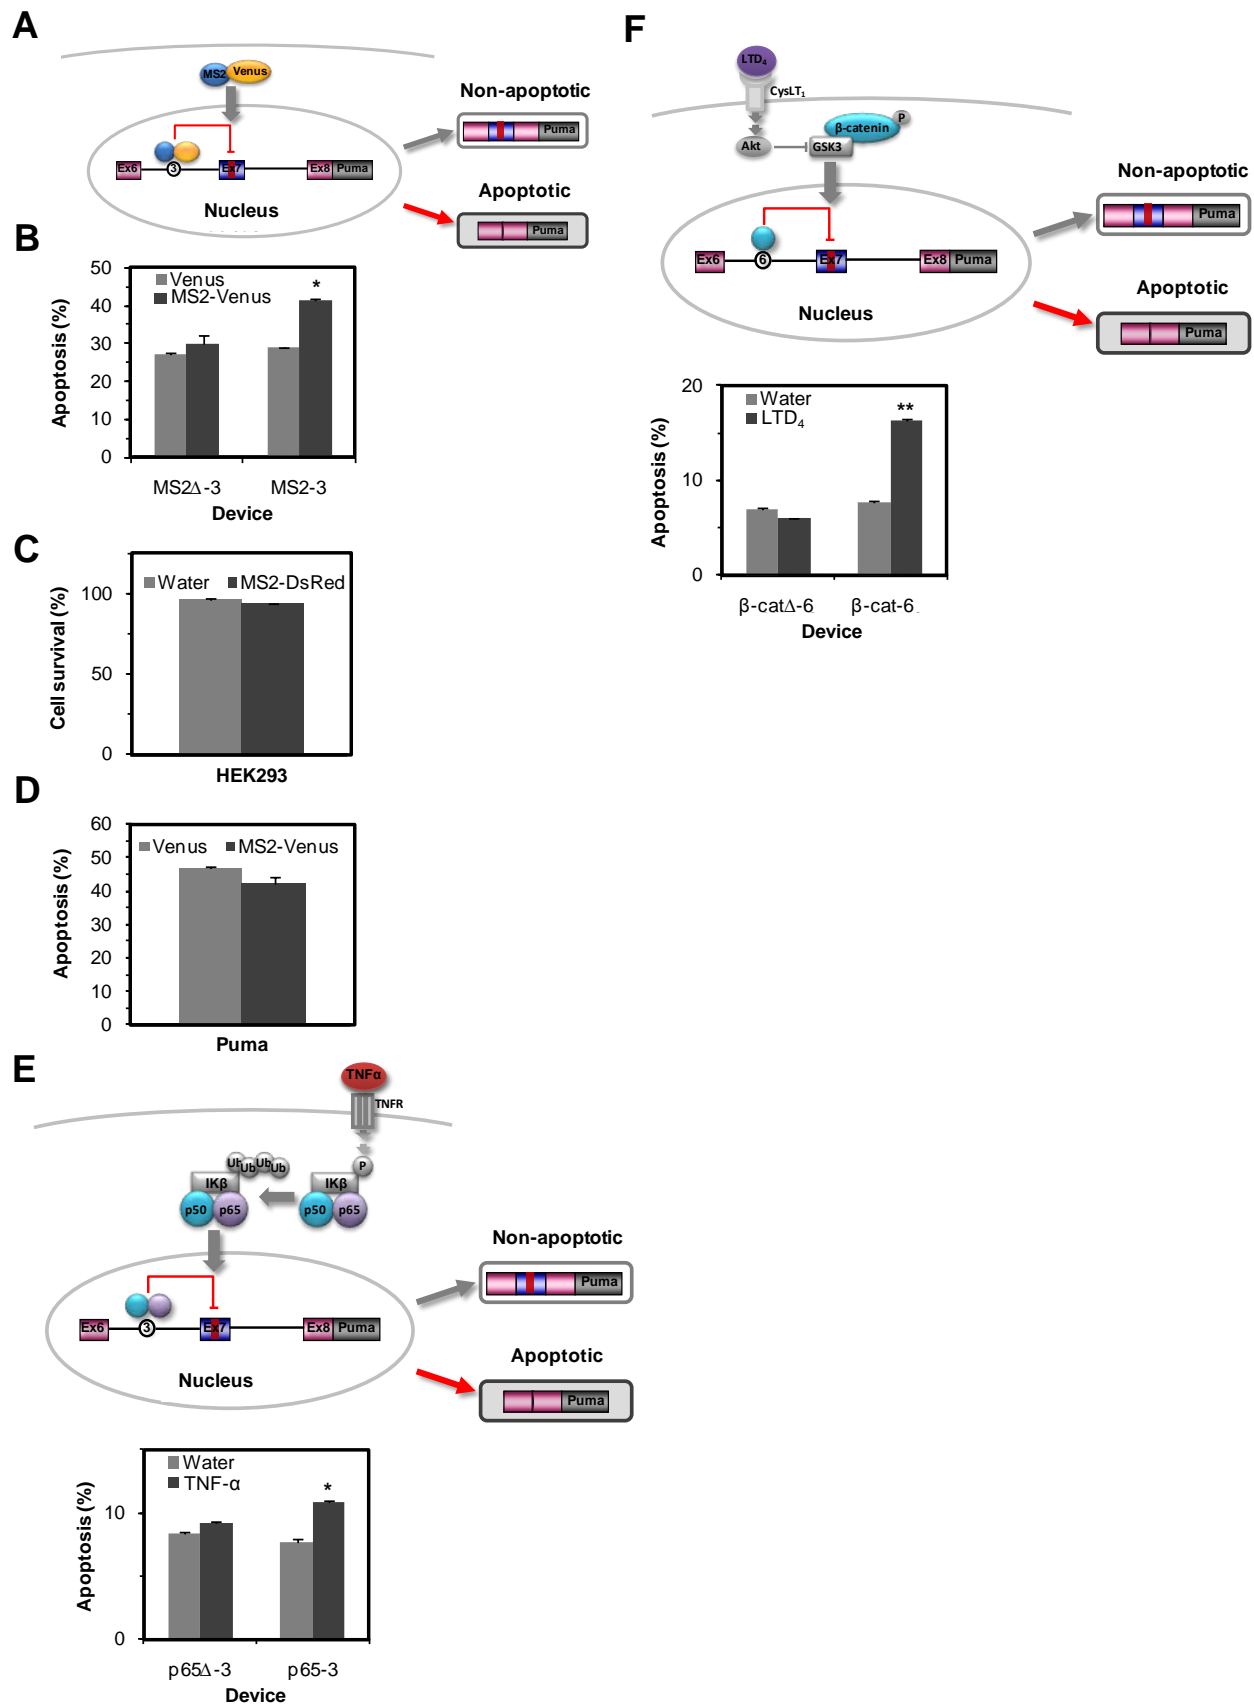 A
MS2 Venus
Ex6 3 Ex7 Ex8 Puma
Nucleus
Non-apoptotic
Puma
Apoptotic
Puma
B
Apoptosis (%)
50
40
30
20
10
0
Venus
MS2-Venus
*
MS2Δ-3 MS2-3
Device
C
Cell survival (%)
100
50
0
Water MS2-DsRed
HEK293
D
Apoptosis (%)
60
50
40
30
20
10
0
Venus MS2-Venus
Puma
E
TNFα
TNFR
Ub Ub Ub Ub
P
IKβ IKβ
p50 p65 p50 p65
Ex6 3 Ex7 Ex8 Puma
Nucleus
Non-apoptotic
Puma
Apoptotic
Puma
Apoptosis (%)
10
0
Water
TNF-α
*
p65Δ-3 p65-3
Device
F
LTD4
CysLT1
Akt GSK3 β-catenin P
Ex6 6 Ex7 Ex8 Puma
Nucleus
Non-apoptotic
Puma
Apoptotic
Puma
Apoptosis (%)
20
10
0
Water
LTD4
**
β-catΔ-6 β-cat-6
Device